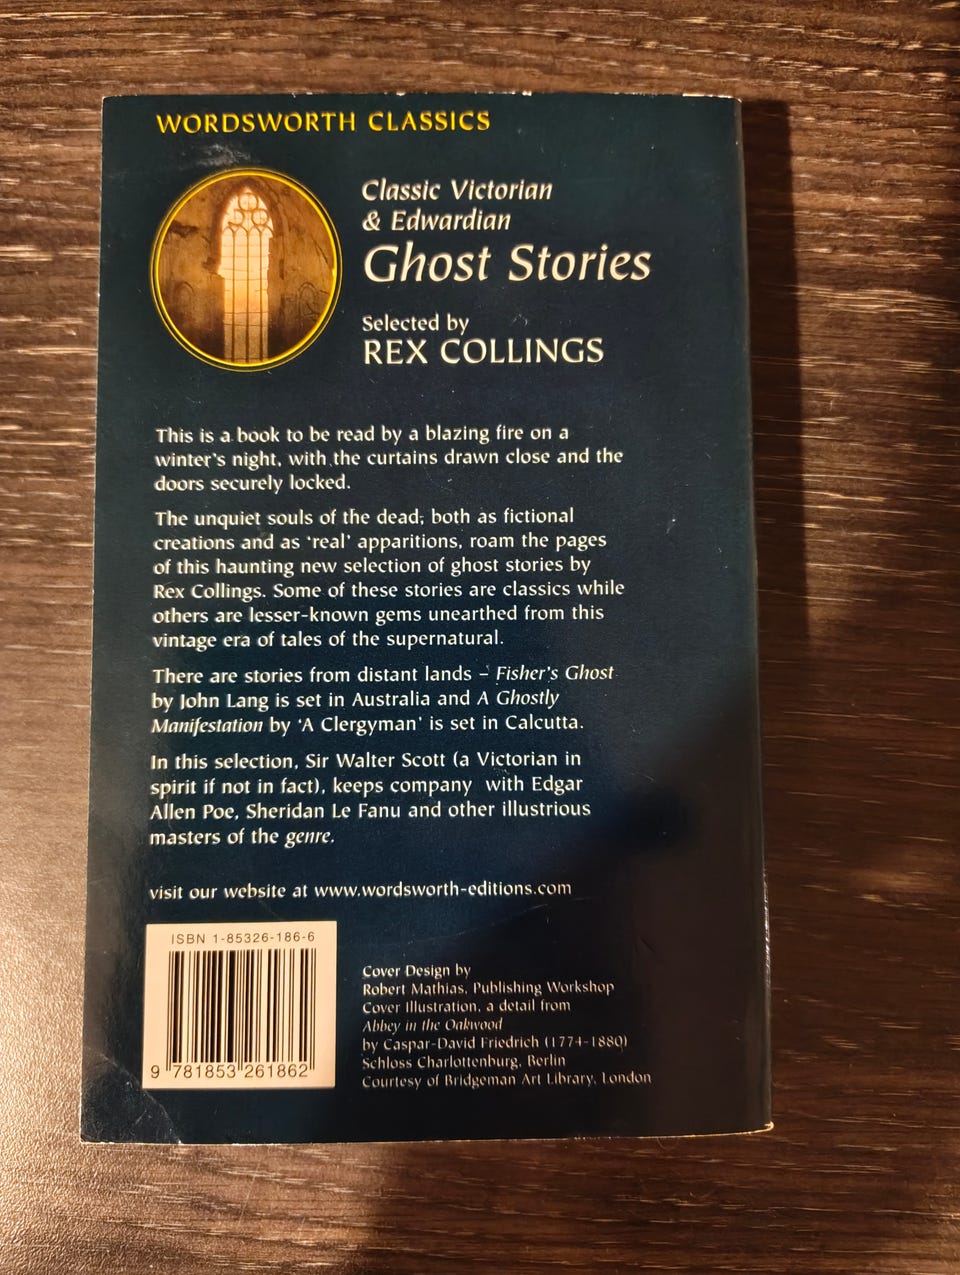 WORDSWORTH CLASSICS
Classic Victorian
& Edwardian
Ghost Stories
Selected by
REX COLLINGS
This is a book to be read by a blazing fire on a
winter's night, with the curtains drawn close and the
doors securely locked.
The unquiet souls of the dead, both as fictional
creations and as 'real' apparitions, roam the pages
of this haunting new selection of ghost stories by
Rex Collings. Some of these stories are classics while
others are lesser-known gems unearthed from this
vintage era of tales of the supernatural.
There are stories from distant lands – Fisher's Ghost
by John Lang is set in Australia and A Ghostly
Manifestation by 'A Clergyman' is set in Calcutta.
In this selection, Sir Walter Scott (a Victorian in
spirit if not in fact), keeps company with Edgar
Allen Poe, Sheridan Le Fanu and other illustrious
masters of the genre.
visit our website at www.wordsworth-editions.com
ISBN 1-85326-186-6
9 781853 261862
Cover Design by
Robert Mathias, Publishing Workshop
Cover Illustration, a detail from
Abbey in the Oakwood
by Caspar-David Friedrich (1774-1880)
Schloss Charlottenburg, Berlin
Courtesy of Bridgeman Art Library, London